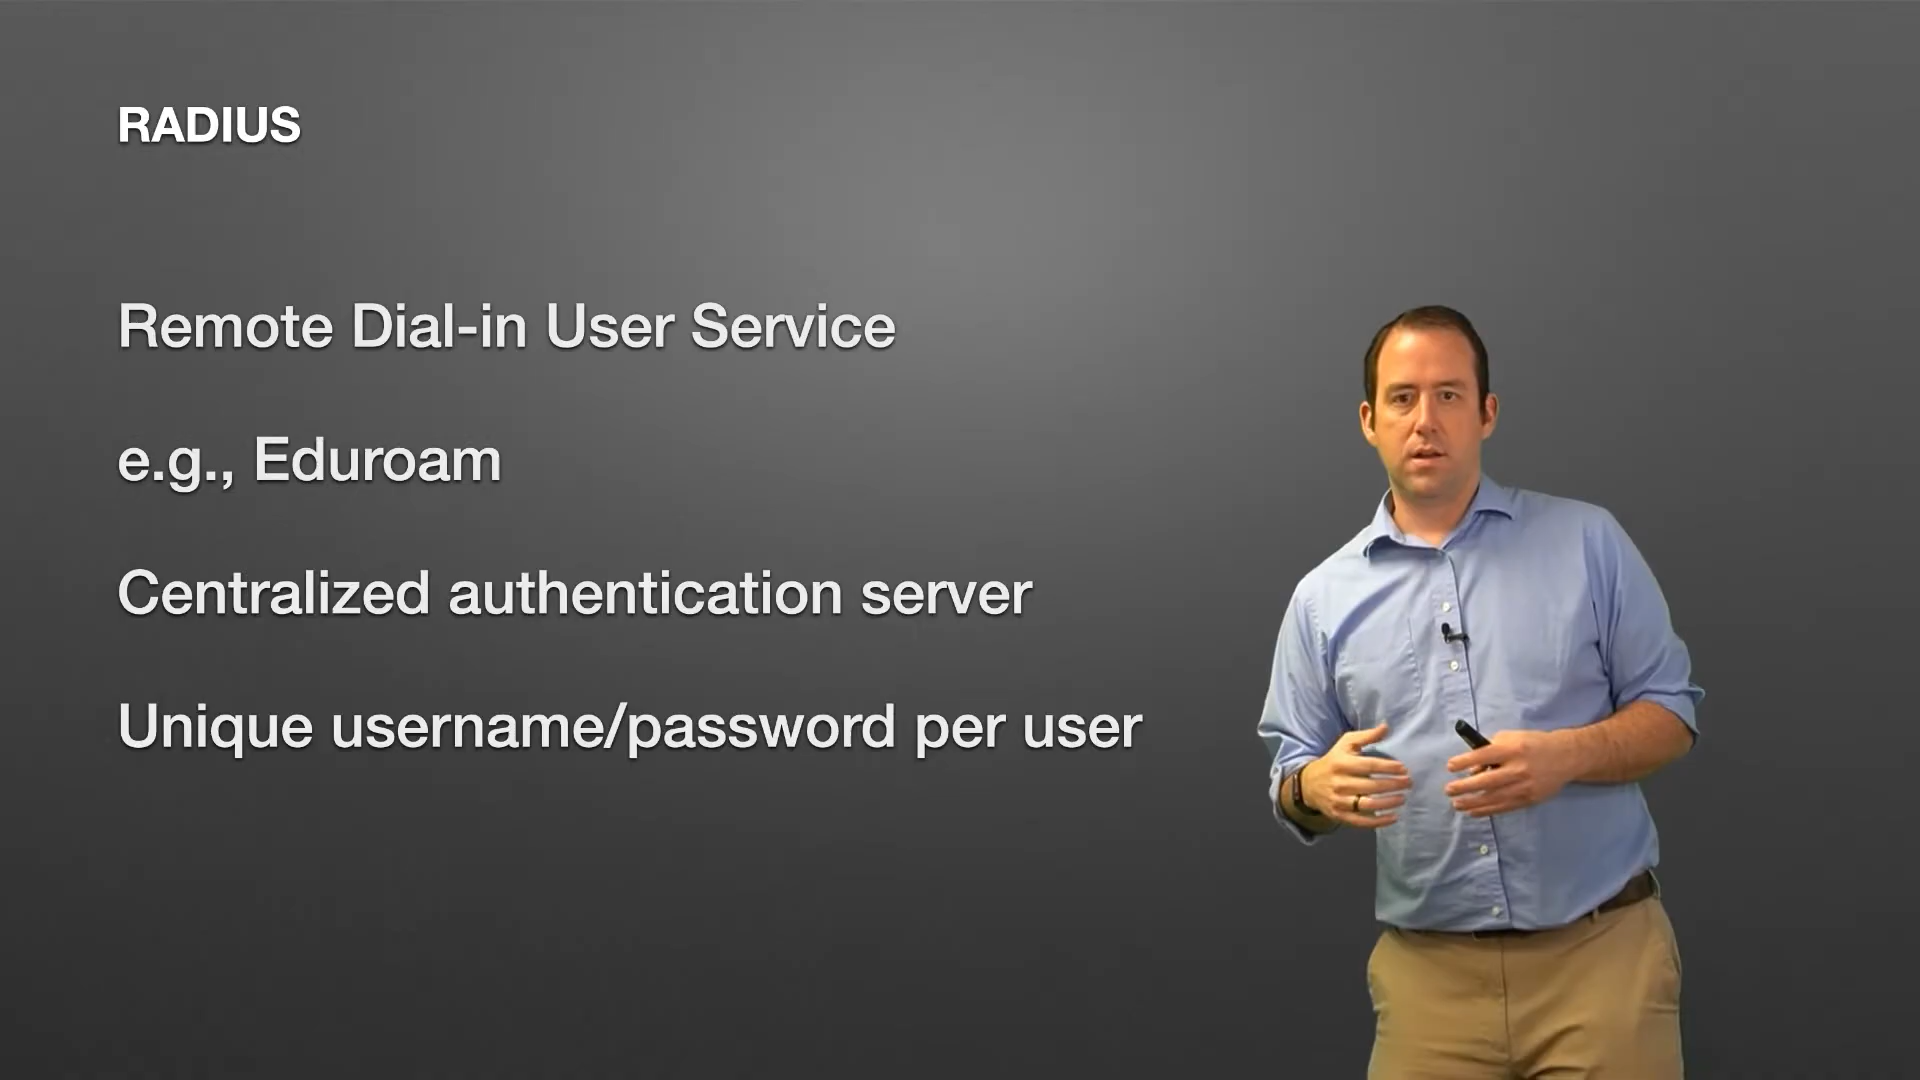 RADIUS
Remote Dial-in User Service
e.g., Eduroam
Centralized authentication server
Unique username/password per user